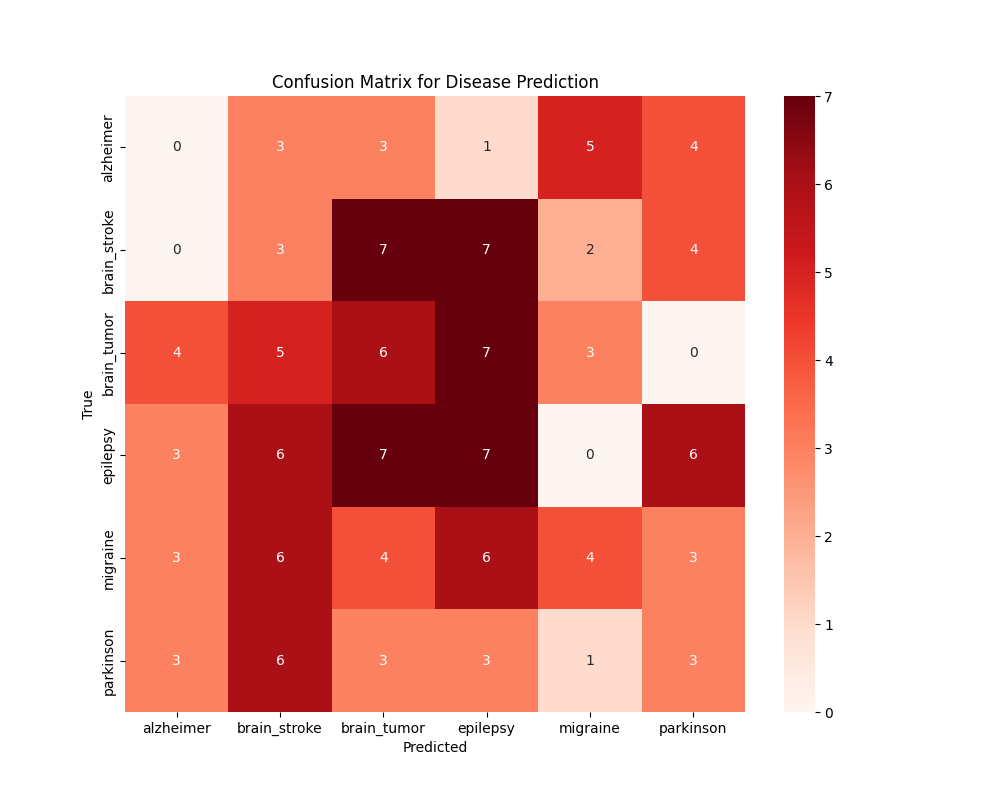 Confusion Matrix for Disease Prediction
alzheimer 0 3 3 1 5 4
brain_stroke 0 3 7 7 2 4
brain_tumor 4 5 6 7 3 0
epilepsy 3 6 7 7 0 6
migraine 3 6 4 6 4 3
parkinson 3 6 3 3 1 3
True
alzheimer brain_stroke brain_tumor epilepsy migraine parkinson
Predicted
7
6
5
4
3
2
1
0